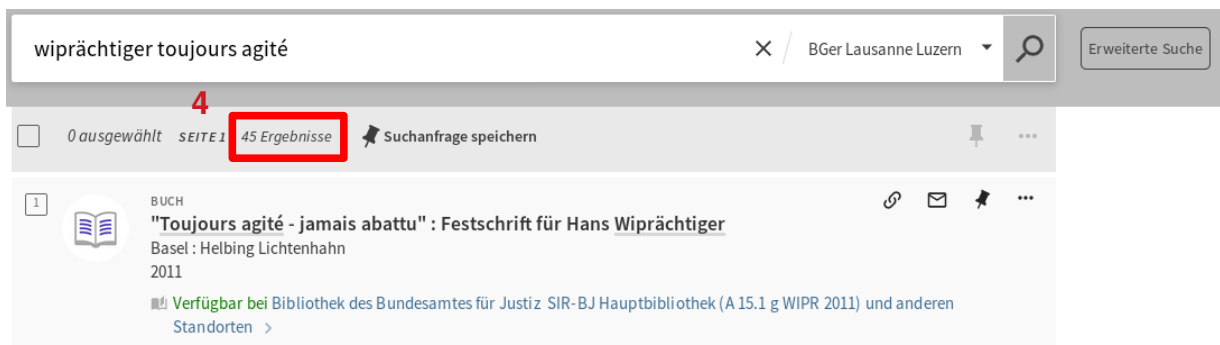 wiprächtiger toujours agité
BGer Lausanne Luzern
Erweiterte Suche
4
0 ausgewählt SEITE 1 45 Ergebnisse Suchanfrage speichern
1
BUCH
"Toujours agité - jamais abattu" : Festschrift für Hans Wiprächtiger
Basel : Helbing Lichtenhahn
2011
Verfügbar bei Bibliothek des Bundesamtes für Justiz SIR-BJ Hauptbibliothek (A 15.1 g WIPR 2011) und anderen
Standorten >